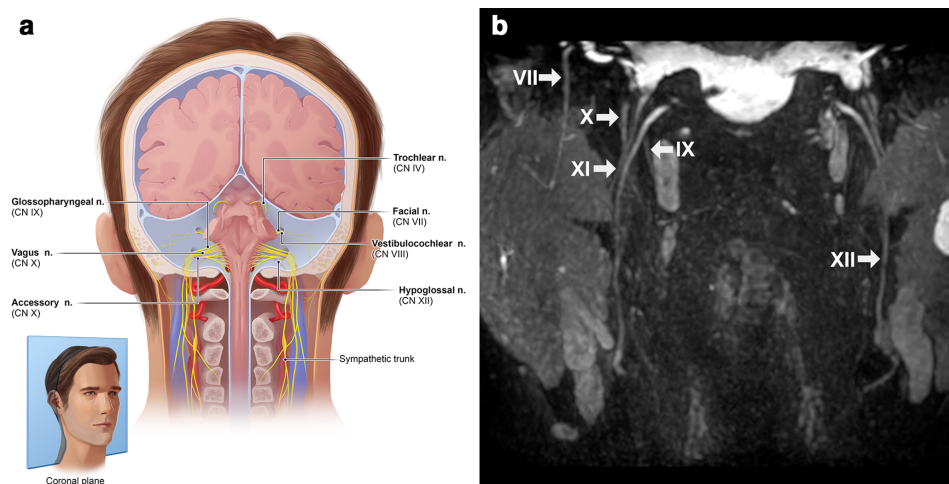 a
Trochlear n.
(CN IV)
Glossopharyngeal n.
(CN IX)
Facial n.
(CN VII)
Vagus n.
(CN X)
Vestibulocochlear n.
(CN VIII)
Accessory n.
(CN X)
Hypoglossal n.
(CN XII)
Sympathetic trunk
Coronal plane
b
VII
X
IX
XI
XII